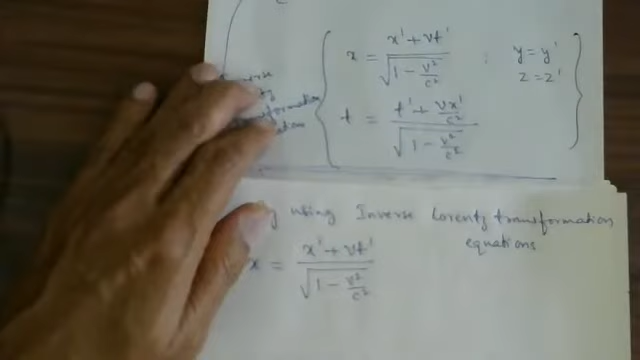 x = x' + vt' / √(1 - v²/c²) ; y = y'
z = z'
t = t' + vx'/c² / √(1 - v²/c²)
using Inverse Lorentz transformation
equations
x = x' + vt' / √(1 - v²/c²)